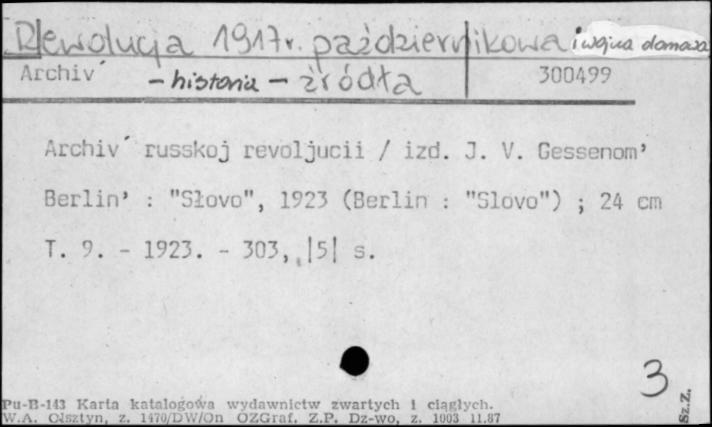 Rewolucja 1917r. październikowa i wojna domowa
Archiv′ - historia - źródła 300499
Archiv′ russkoj revoljucii / izd. J. V. Gessenom’
Berlin’ : "Słovo", 1923 (Berlin : "Slovo") ; 24 cm
T. 9. - 1923. - 303, |5| s.
3
Pu-B-143 Karta katalogowa wydawnictw zwartych i ciągłych.
W.A. Olsztyn, z. 1470/DW/On OZGraf. Z.P. Dz-wo, z. 1003 11.87
Sz.Z.